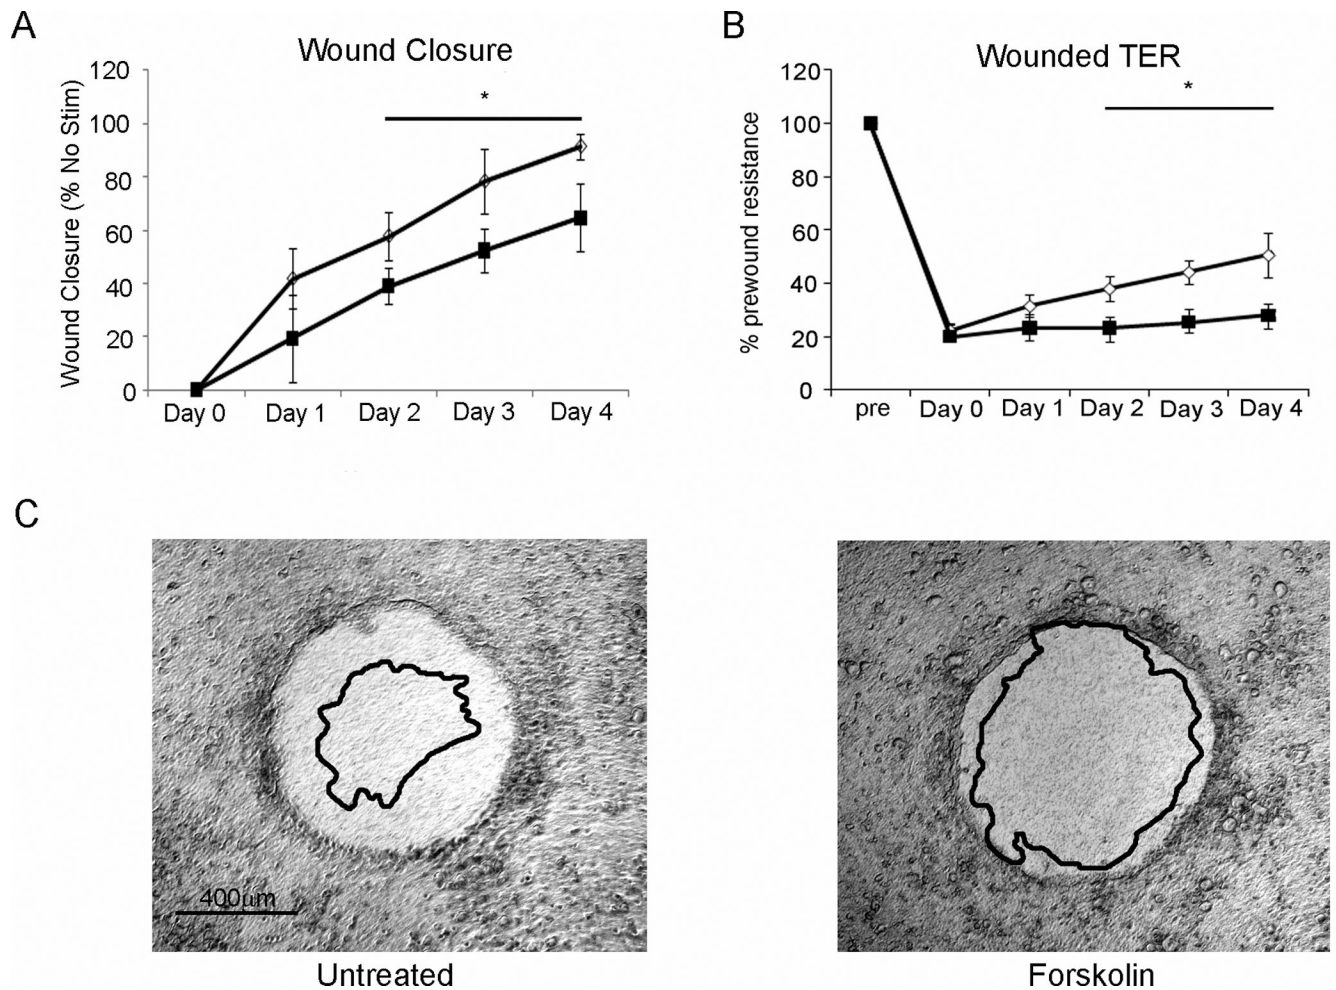 A
Wound Closure
Wound Closure (% No Stim)
120
100
80
60
40
20
0
*
Day 0
Day 1
Day 2
Day 3
Day 4
B
Wounded TER
% prewound resistance
120
100
80
60
40
20
0
*
pre
Day 0
Day 1
Day 2
Day 3
Day 4
C
400µm
Untreated
Forskolin